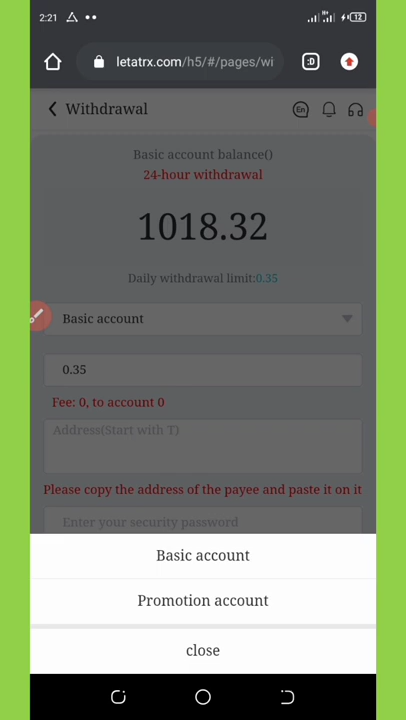 2:21
12
letatrx.com/h5/#/pages/wi
:D
Withdrawal
En
Basic account balance()
24-hour withdrawal
1018.32
Daily withdrawal limit:0.35
Basic account
0.35
Fee: 0, to account 0
Address(Start with T)
Please copy the address of the payee and paste it on it
Enter your security password
Basic account
Promotion account
close